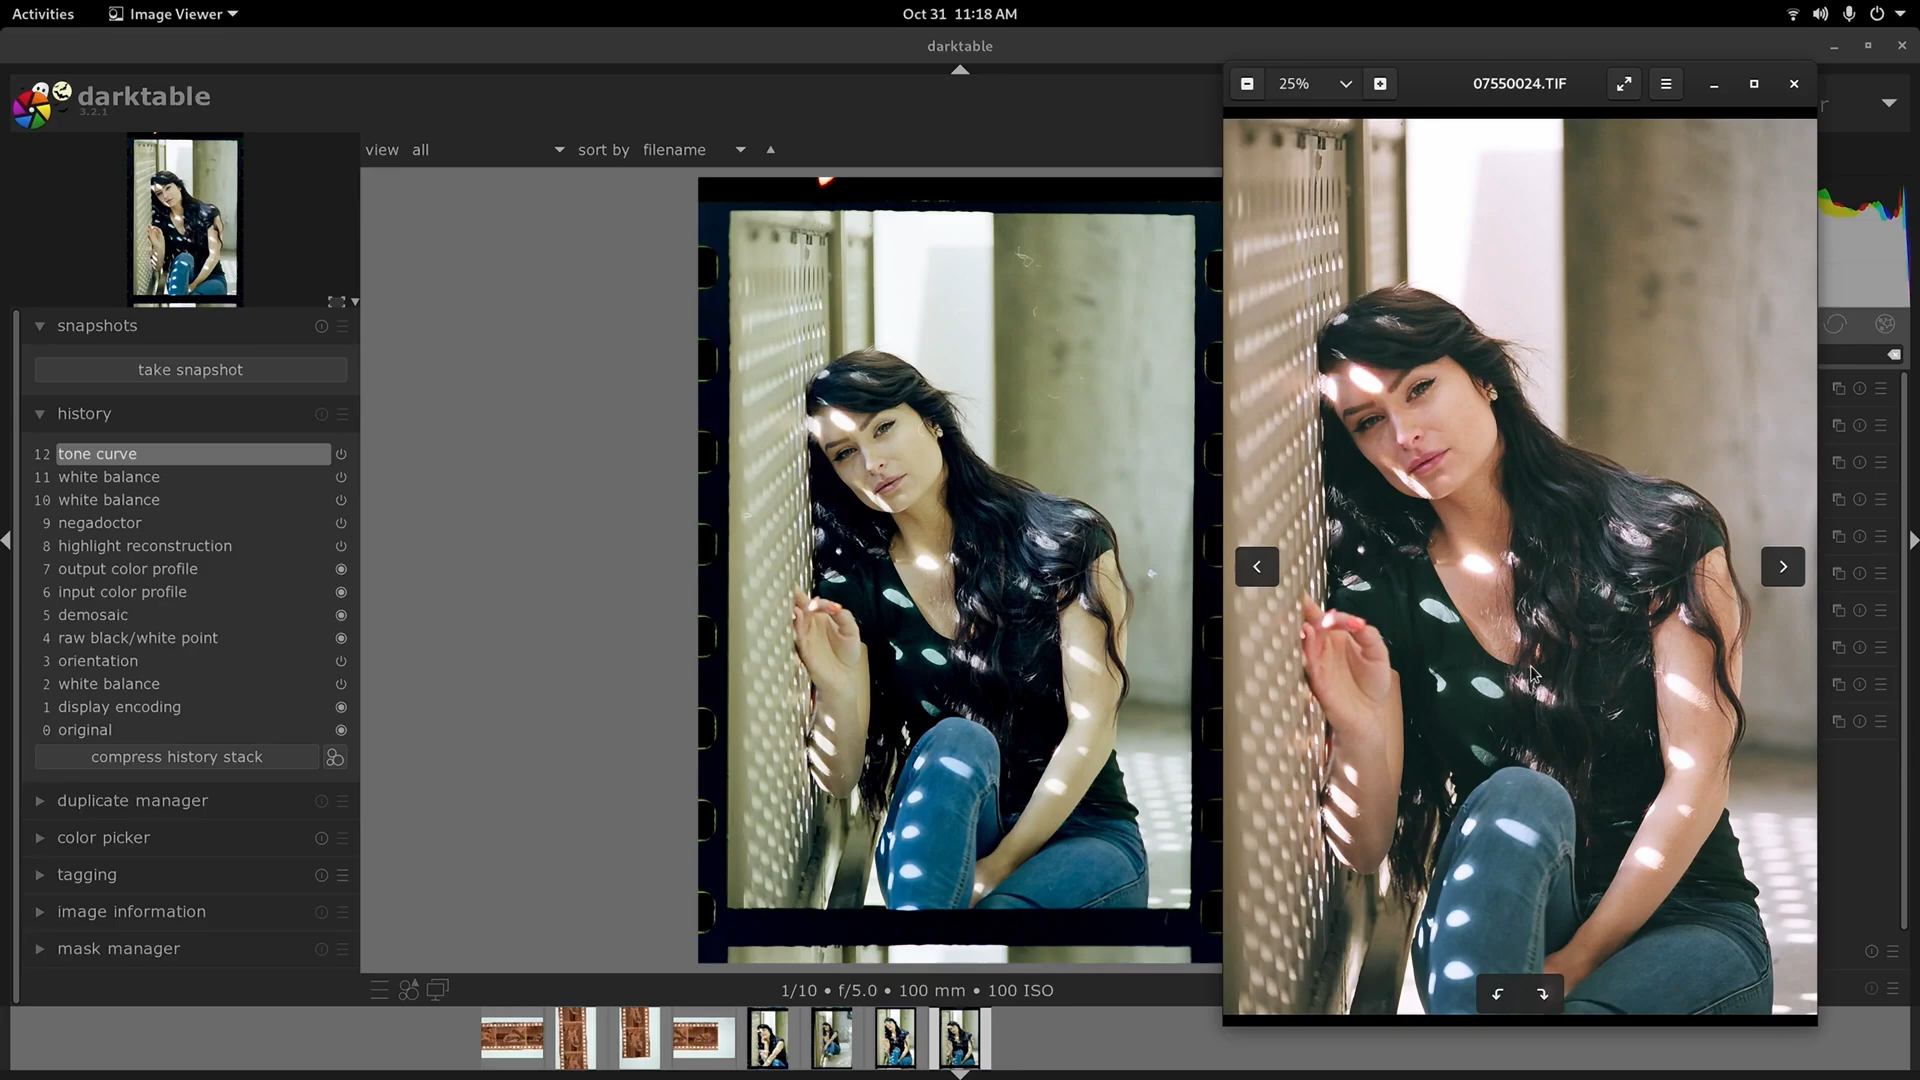 Activities
Image Viewer
Oct 31 11:18 AM
darktable
darktable
3.2.1
25%
07550024.TIF
r
view all
sort by filename
snapshots
take snapshot
history
12 tone curve
11 white balance
10 white balance
9 negadoctor
8 highlight reconstruction
7 output color profile
6 input color profile
5 demosaic
4 raw black/white point
3 orientation
2 white balance
1 display encoding
0 original
compress history stack
duplicate manager
color picker
tagging
image information
mask manager
1/10 • f/5.0 • 100 mm • 100 ISO